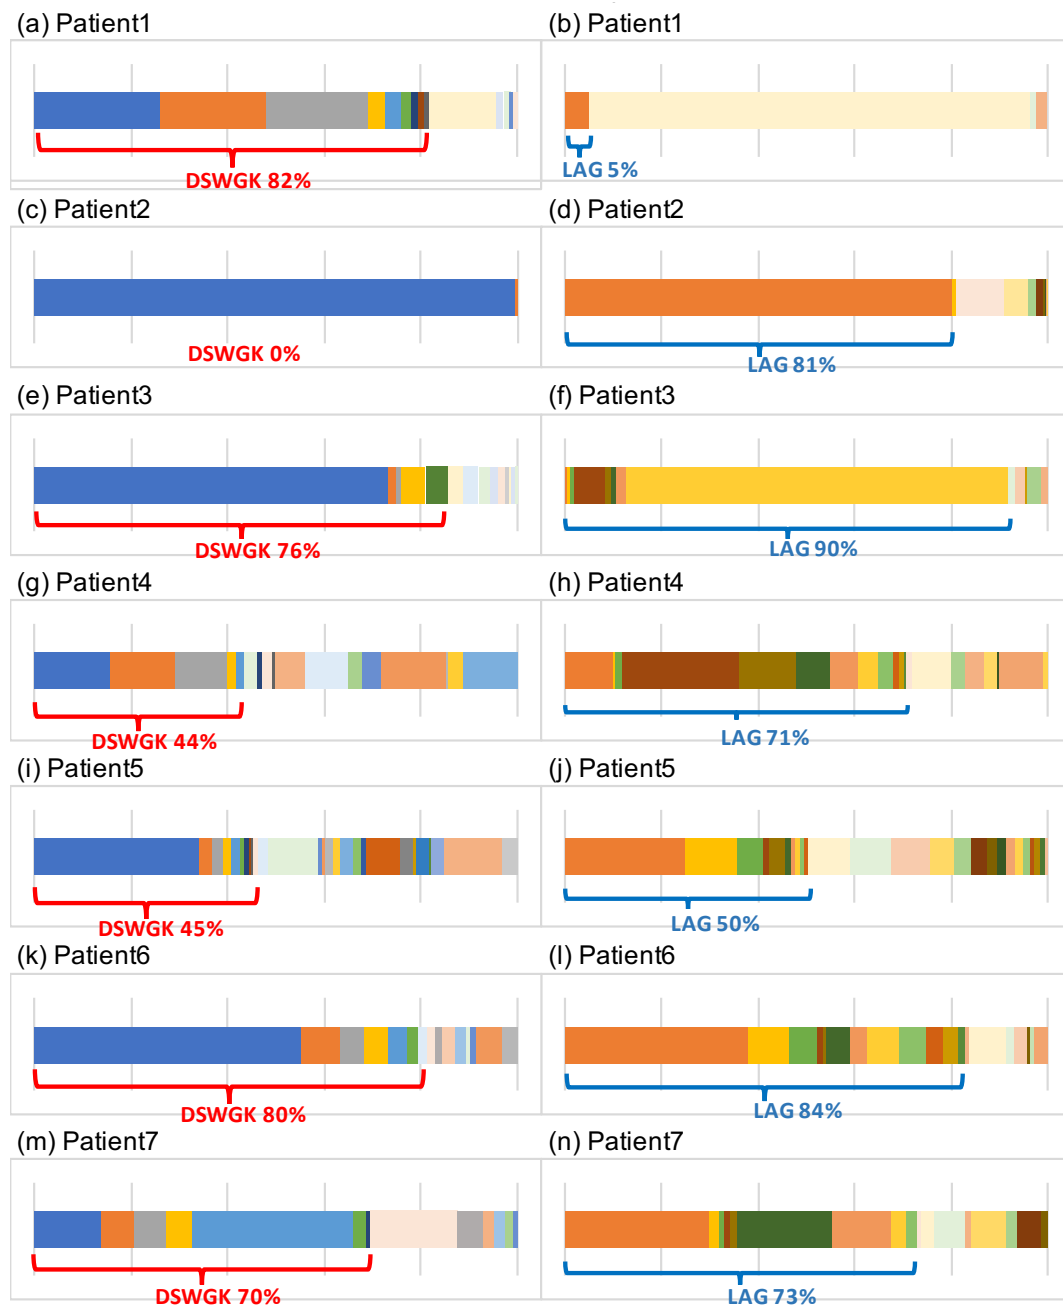 (a) Patient1
(b) Patient1
DSWGK 82%
LAG 5%
(c) Patient2
(d) Patient2
DSWGK 0%
LAG 81%
(e) Patient3
(f) Patient3
DSWGK 76%
LAG 90%
(g) Patient4
(h) Patient4
DSWGK 44%
LAG 71%
(i) Patient5
(j) Patient5
DSWGK 45%
LAG 50%
(k) Patient6
(l) Patient6
DSWGK 80%
LAG 84%
(m) Patient7
(n) Patient7
DSWGK 70%
LAG 73%